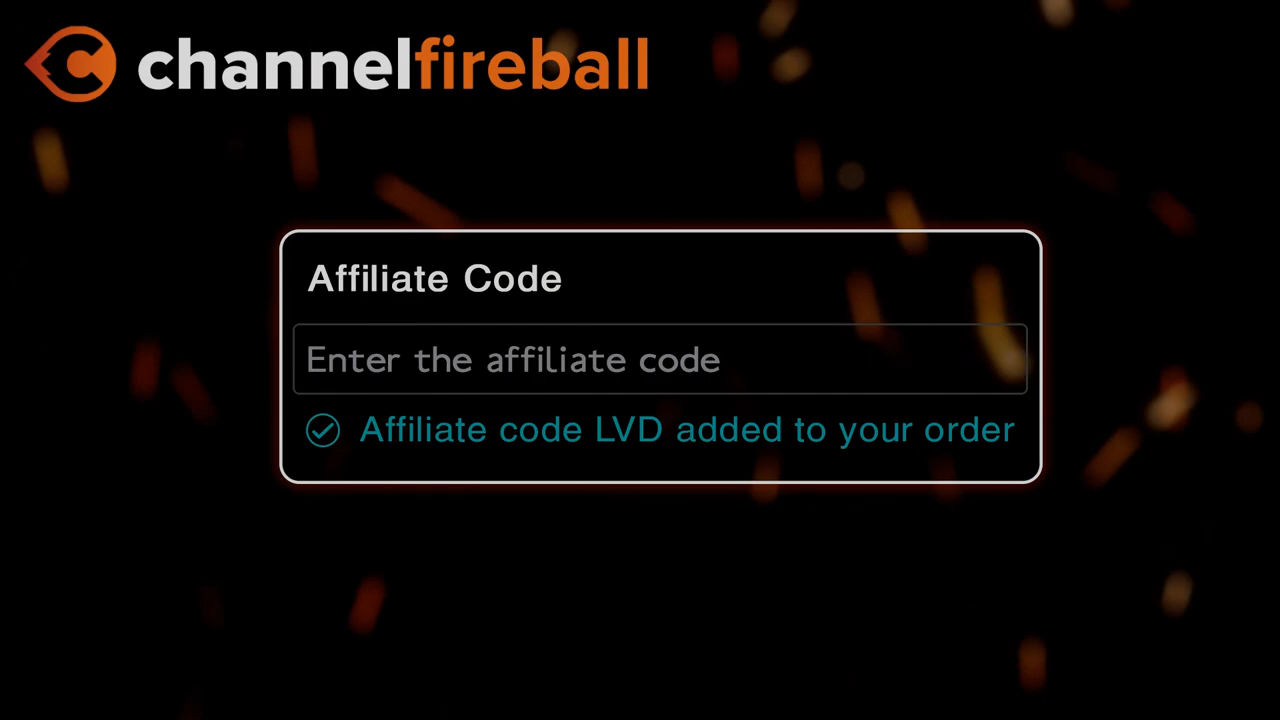 channelfireball
Affiliate Code
Enter the affiliate code
Affiliate code LVD added to your order